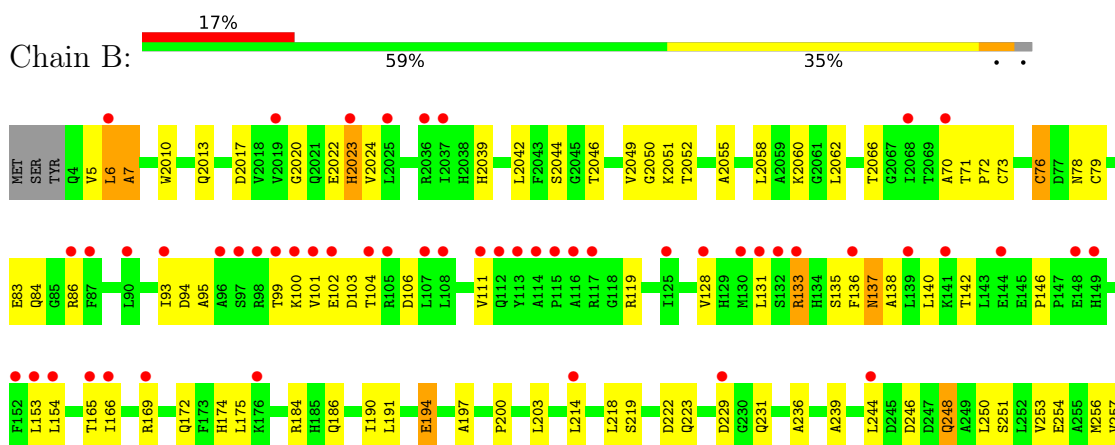 17%
Chain B:
59% 35% • •
MET SER TYR Q4 V5 L6 A7 W2010 Q2013 D2017 V2018 V2019 G2020 Q2021 E2022 H2023 V2024 L2025 R2036 I2037 H2038 H2039 L2042 F2043 S2044 G2045 T2046 V2049 G2050 K2051 T2052 A2055 L2058 A2059 K2060 G2061 L2062 T2066 G2067 I2068 T2069 A70 T71 P72 C73 C76 D77 N78 C79
E83 Q84 G85 R86 F87 L90 I93 D94 A95 A96 S97 R98 T99 K100 V101 E102 D103 T104 R105 D106 L107 L108 V111 Q112 Y113 A114 P115 A116 R117 G118 R119 I125 V128 H129 M130 L131 S132 R133 H134 S135 F136 N137 A138 L139 L140 K141 T142 L143 E144 E145 P146 P147 E148 H149
F152 L153 L154 T165 I166 R169 Q172 F173 H174 L175 K176 R184 H185 Q186 I190 L191 E194 A197 P200 L203 L214 L218 S219 D222 Q223 D229 G230 Q231 A236 A239 L244 D245 D246 D247 Q248 A249 L250 S251 L252 V253 E254 A255 M256 V257